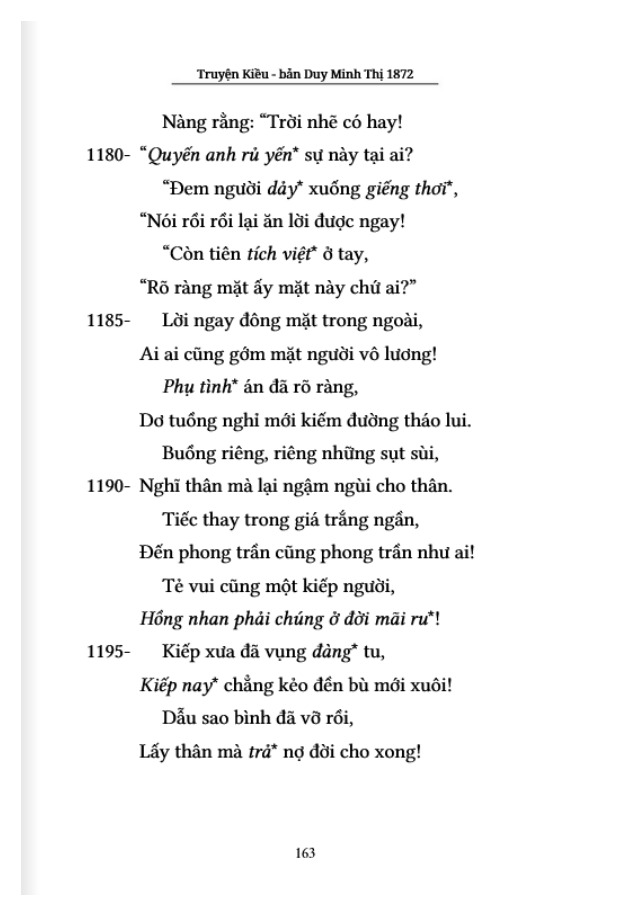 Truyện Kiều - bản Duy Minh Thị 1872
Nàng rằng: “Trời nhẽ có hay!
1180- “Quyến anh rủ yến* sự này tại ai?
“Đem người dảy* xuống giếng thơi*,
“Nói rồi rồi lại ăn lời được ngay!
“Còn tiên tích việt* ở tay,
“Rõ ràng mặt ấy mặt này chứ ai?”
1185- Lời ngay đông mặt trong ngoài,
Ai ai cũng gớm mặt người vô lương!
Phụ tình* án đã rõ ràng,
Dơ tuồng nghỉ mới kiếm đường tháo lui.
Buồng riêng, riêng những sụt sùi,
1190- Nghĩ thân mà lại ngậm ngùi cho thân.
Tiếc thay trong giá trắng ngần,
Đến phong trần cũng phong trần như ai!
Tẻ vui cũng một kiếp người,
Hồng nhan phải chúng ở đời mãi ru*!
1195- Kiếp xưa đã vụng đàng* tu,
Kiếp nay* chẳng kẻo đền bù mới xuôi!
Dẫu sao bình đã vỡ rồi,
Lấy thân mà trả* nợ đời cho xong!
163